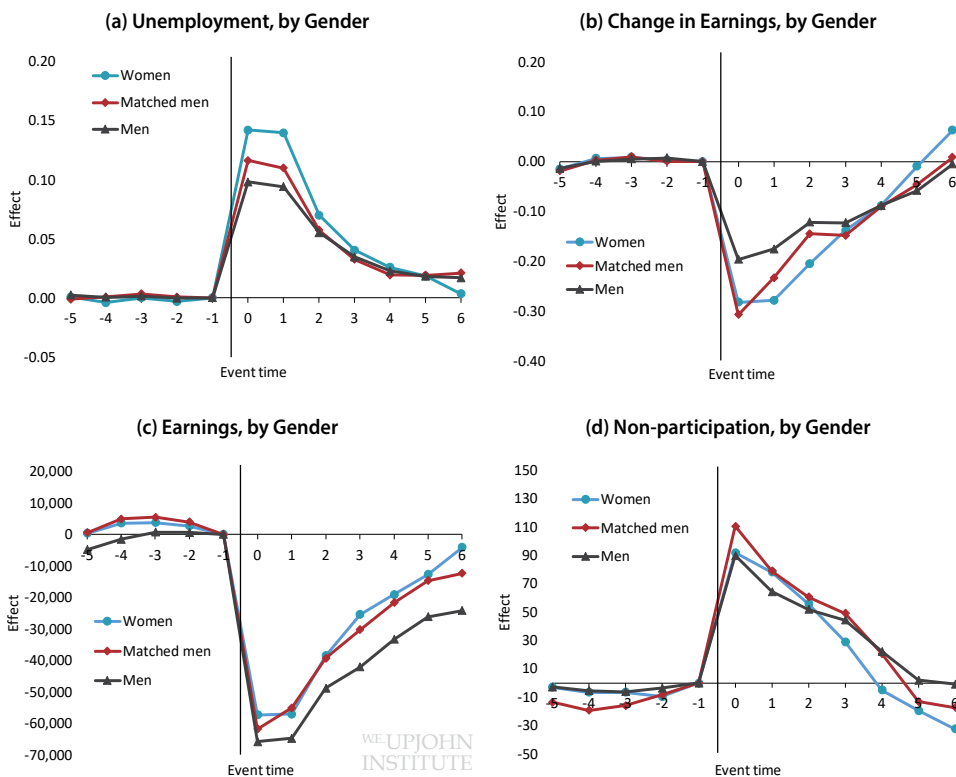 (a) Unemployment, by Gender
0.20
0.15
0.10
0.05
0.00
-0.05
Effect
Women
Matched men
Men
-5 -4 -3 -2 -1 0 1 2 3 4 5 6
Event time
(b) Change in Earnings, by Gender
0.20
0.10
0.00
-0.10
-0.20
-0.30
-0.40
Effect
-5 -4 -3 -2 -1 0 1 2 3 4 5 6
Women
Matched men
Men
Event time
(c) Earnings, by Gender
20,000
10,000
0
-10,000
-20,000
-30,000
-40,000
-50,000
-60,000
-70,000
Effect
-5 -4 -3 -2 -1 0 1 2 3 4 5 6
Women
Matched men
Men
Event time
W.E. UPJOHN
INSTITUTE
(d) Non-participation, by Gender
150
130
110
90
70
50
30
10
-10
-30
-50
Effect
Women
Matched men
Men
-5 -4 -3 -2 -1 0 1 2 3 4 5 6
Event time